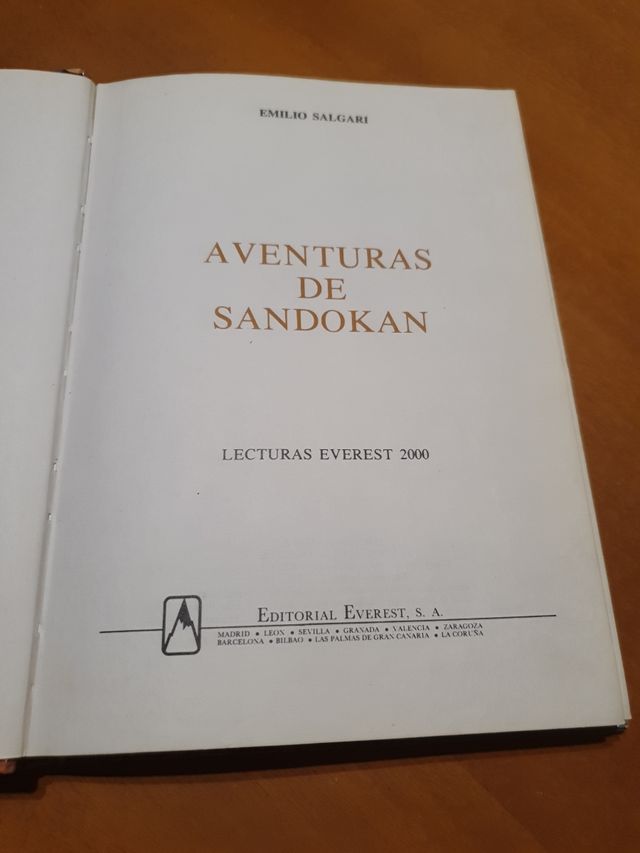 EMILIO SALGARI
AVENTURAS
DE
SANDOKAN
LECTURAS EVEREST 2000
EDITORIAL EVEREST, S. A.
MADRID • LEON • SEVILLA • GRANADA • VALENCIA • ZARAGOZA
BARCELONA • BILBAO • LAS PALMAS DE GRAN CANARIA • LA CORUÑA